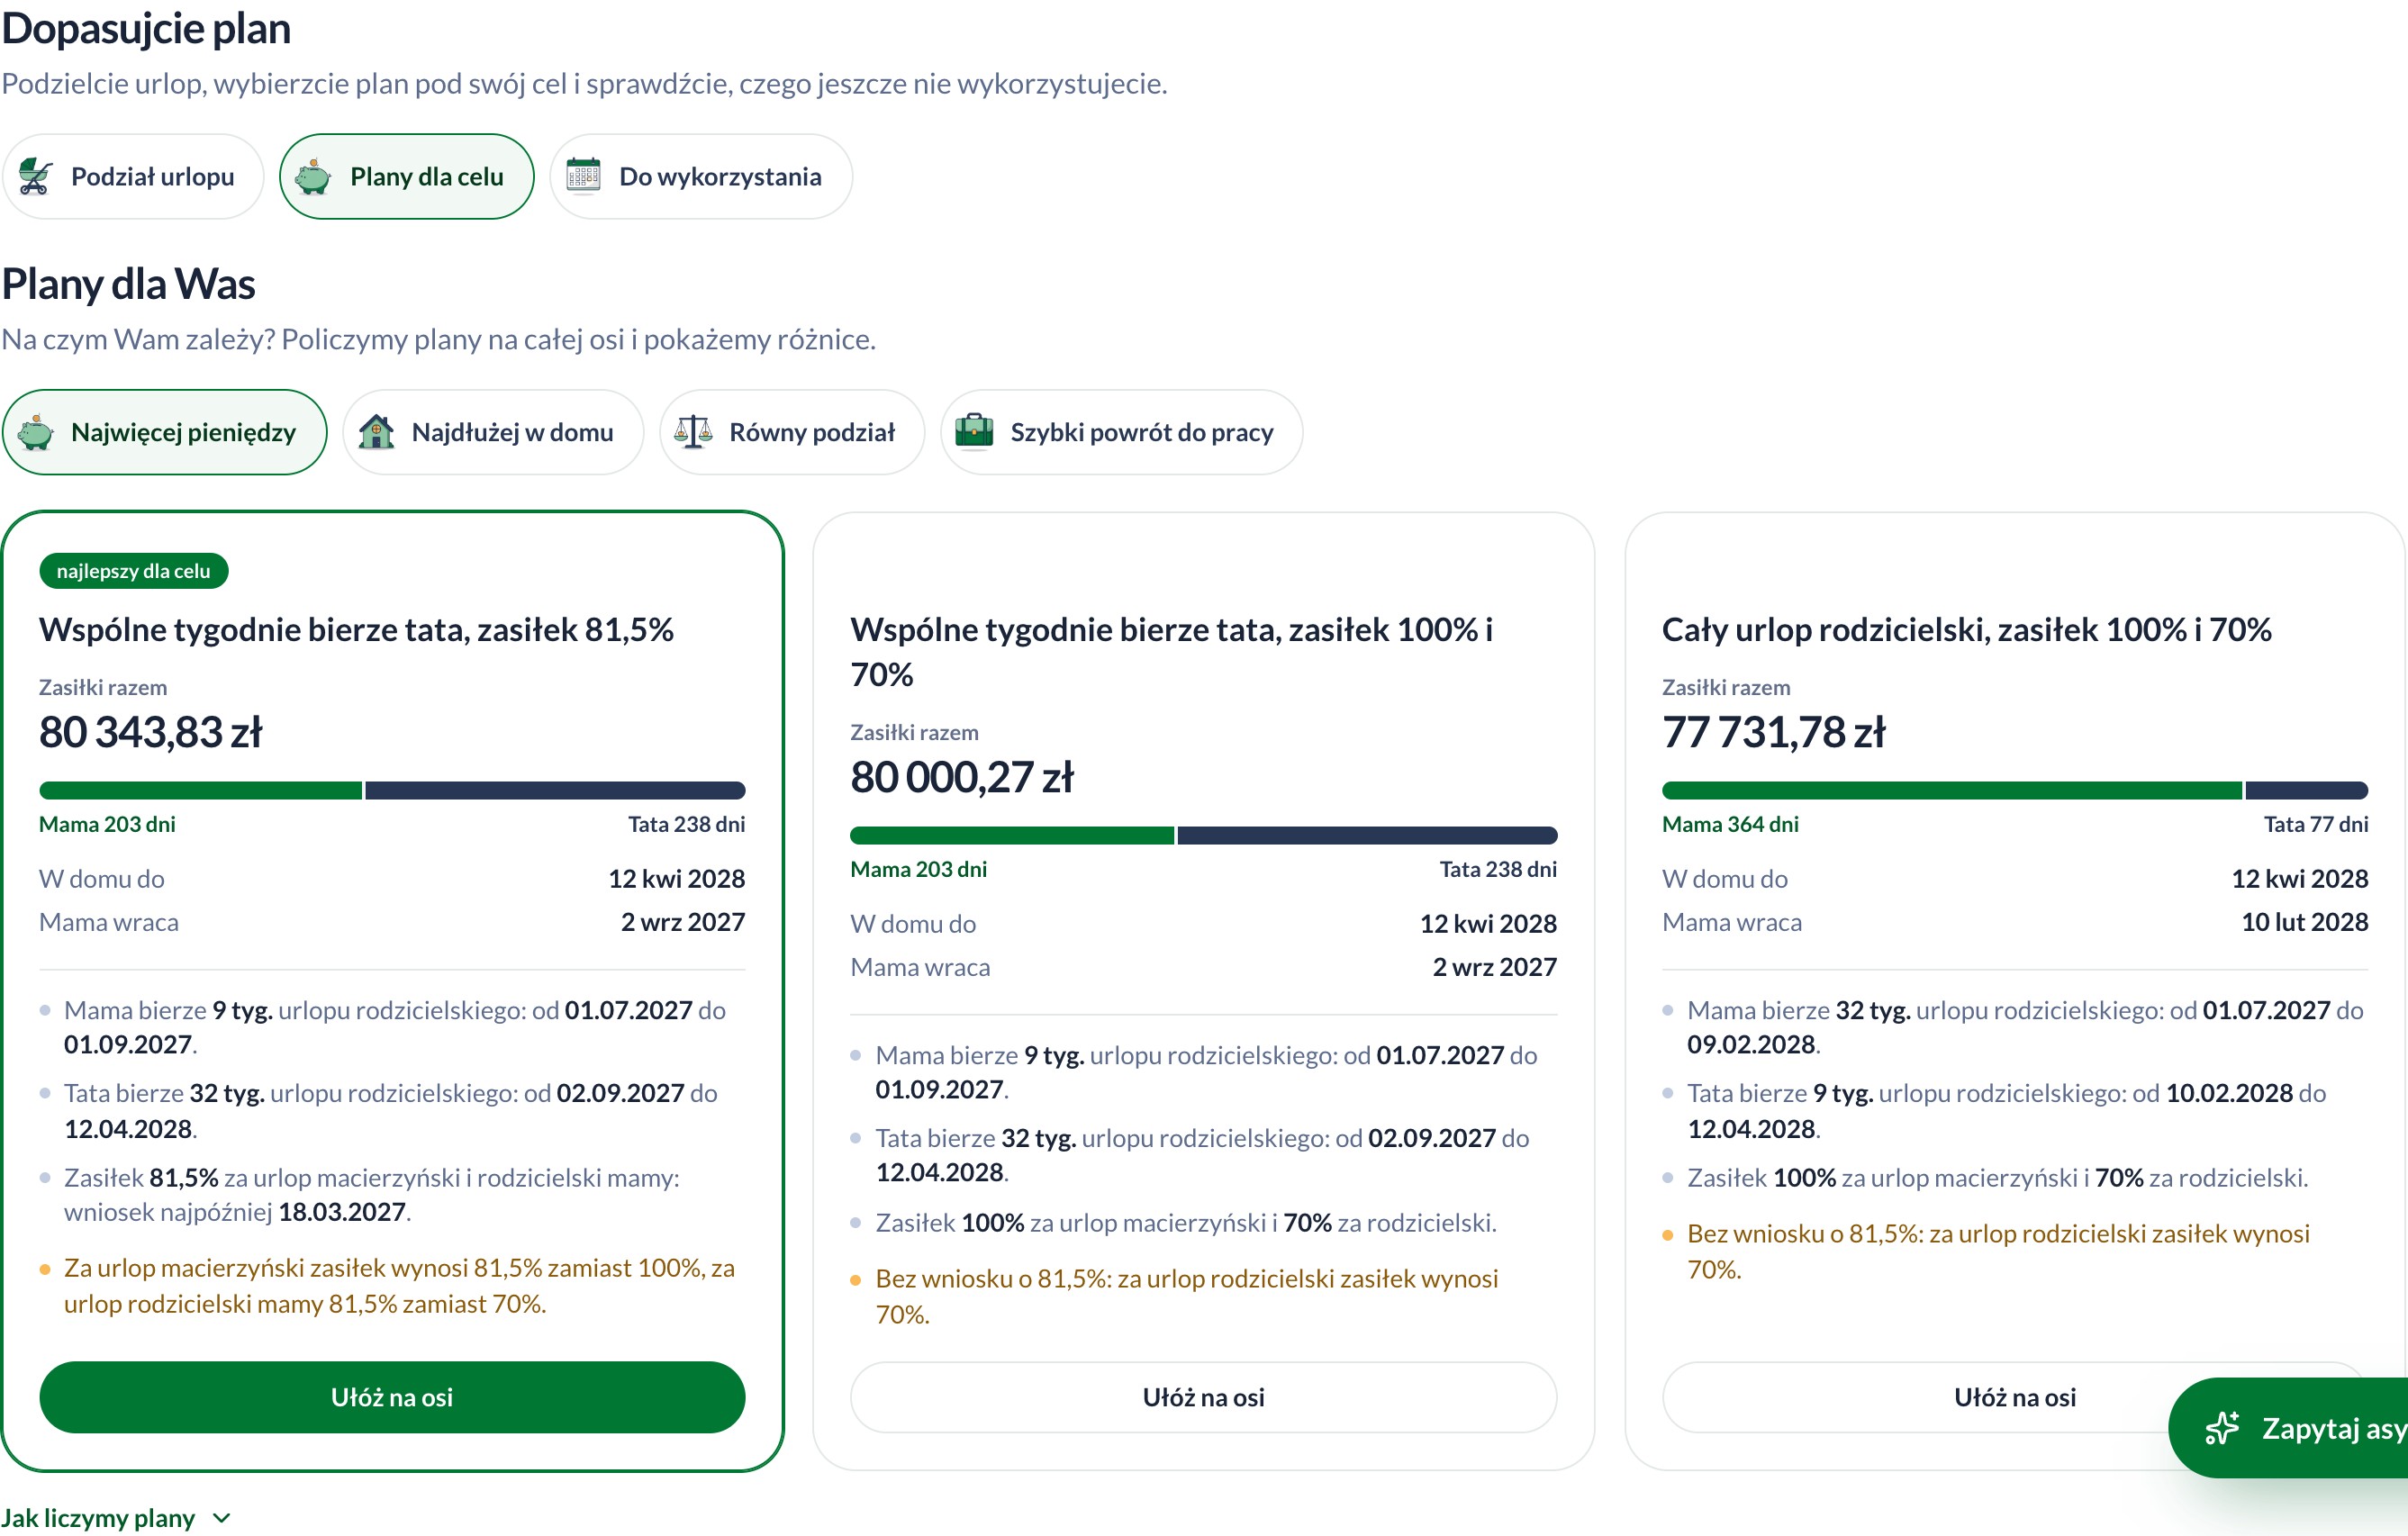 Dopasujcie plan
Podzielcie urlop, wybierzcie plan pod swój cel i sprawdźcie, czego jeszcze nie wykorzystujecie.
Podział urlopu
Plany dla celu
Do wykorzystania
Plany dla Was
Na czym Wam zależy? Policzymy plany na całej osi i pokażemy różnice.
Najwięcej pieniędzy
Najdłużej w domu
Równy podział
Szybki powrót do pracy
najlepszy dla celu
Wspólne tygodnie bierze tata, zasiłek 81,5%
Zasiłki razem
80 343,83 zł
Mama 203 dni
Tata 238 dni
W domu do
12 kwi 2028
Mama wraca
2 wrz 2027
Mama bierze 9 tyg. urlopu rodzicielskiego: od 01.07.2027 do
01.09.2027.
Tata bierze 32 tyg. urlopu rodzicielskiego: od 02.09.2027 do
12.04.2028.
Zasiłek 81,5% za urlop macierzyński i rodzicielski mamy:
wniosek najpóźniej 18.03.2027.
Za urlop macierzyński zasiłek wynosi 81,5% zamiast 100%, za
urlop rodzicielski mamy 81,5% zamiast 70%.
Ułóż na osi
Wspólne tygodnie bierze tata, zasiłek 100% i
70%
Zasiłki razem
80 000,27 zł
Mama 203 dni
Tata 238 dni
W domu do
12 kwi 2028
Mama wraca
2 wrz 2027
Mama bierze 9 tyg. urlopu rodzicielskiego: od 01.07.2027 do
01.09.2027.
Tata bierze 32 tyg. urlopu rodzicielskiego: od 02.09.2027 do
12.04.2028.
Zasiłek 100% za urlop macierzyński i 70% za rodzicielski.
Bez wniosku o 81,5%: za urlop rodzicielski zasiłek wynosi
70%.
Ułóż na osi
Cały urlop rodzicielski, zasiłek 100% i 70%
Zasiłki razem
77 731,78 zł
Mama 364 dni
Tata 77 dni
W domu do
12 kwi 2028
Mama wraca
10 lut 2028
Mama bierze 32 tyg. urlopu rodzicielskiego: od 01.07.2027 do
09.02.2028.
Tata bierze 9 tyg. urlopu rodzicielskiego: od 10.02.2028 do
12.04.2028.
Zasiłek 100% za urlop macierzyński i 70% za rodzicielski.
Bez wniosku o 81,5%: za urlop rodzicielski zasiłek wynosi
70%.
Ułóż na osi
Zapytaj asy
Jak liczymy plany